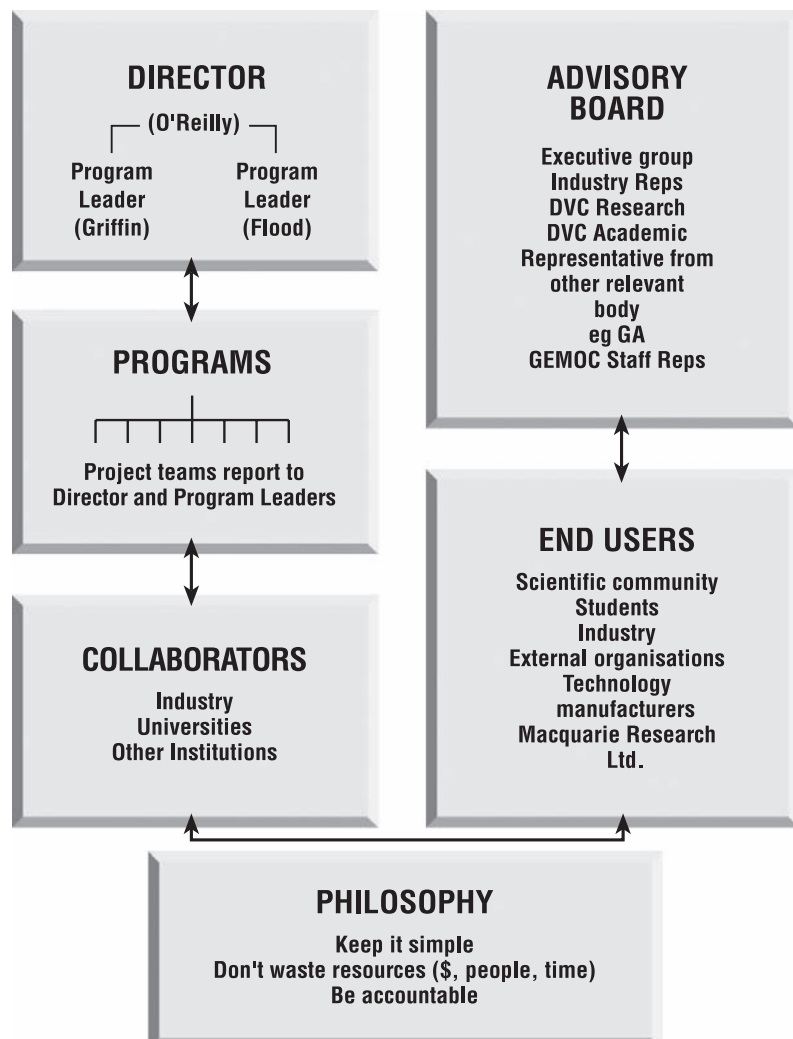 DIRECTOR
(O'Reilly)
Program
Leader
(Griffin)
Program
Leader
(Flood)
PROGRAMS
Project teams report to
Director and Program Leaders
COLLABORATORS
Industry
Universities
Other Institutions
ADVISORY
BOARD
Executive group
Industry Reps
DVC Research
DVC Academic
Representative from
other relevant
body
eg GA
GEMOC Staff Reps
END USERS
Scientific community
Students
Industry
External organisations
Technology
manufacturers
Macquarie Research
Ltd.
PHILOSOPHY
Keep it simple
Don't waste resources ($, people, time)
Be accountable